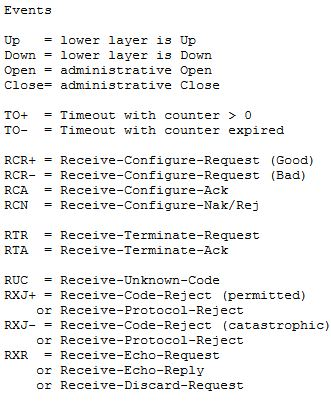 Events
Up   = lower layer is Up
Down = lower layer is Down
Open = administrative Open
Close= administrative Close
TO+  = Timeout with counter > 0
TO-  = Timeout with counter expired
RCR+ = Receive-Configure-Request (Good)
RCR- = Receive-Configure-Request (Bad)
RCA  = Receive-Configure-Ack
RCN  = Receive-Configure-Nak/Rej
RTR  = Receive-Terminate-Request
RTA  = Receive-Terminate-Ack
RUC  = Receive-Unknown-Code
RXJ+ = Receive-Code-Reject (permitted)
    or Receive-Protocol-Reject
RXJ- = Receive-Code-Reject (catastrophic)
    or Receive-Protocol-Reject
RXR  = Receive-Echo-Request
    or Receive-Echo-Reply
    or Receive-Discard-Request